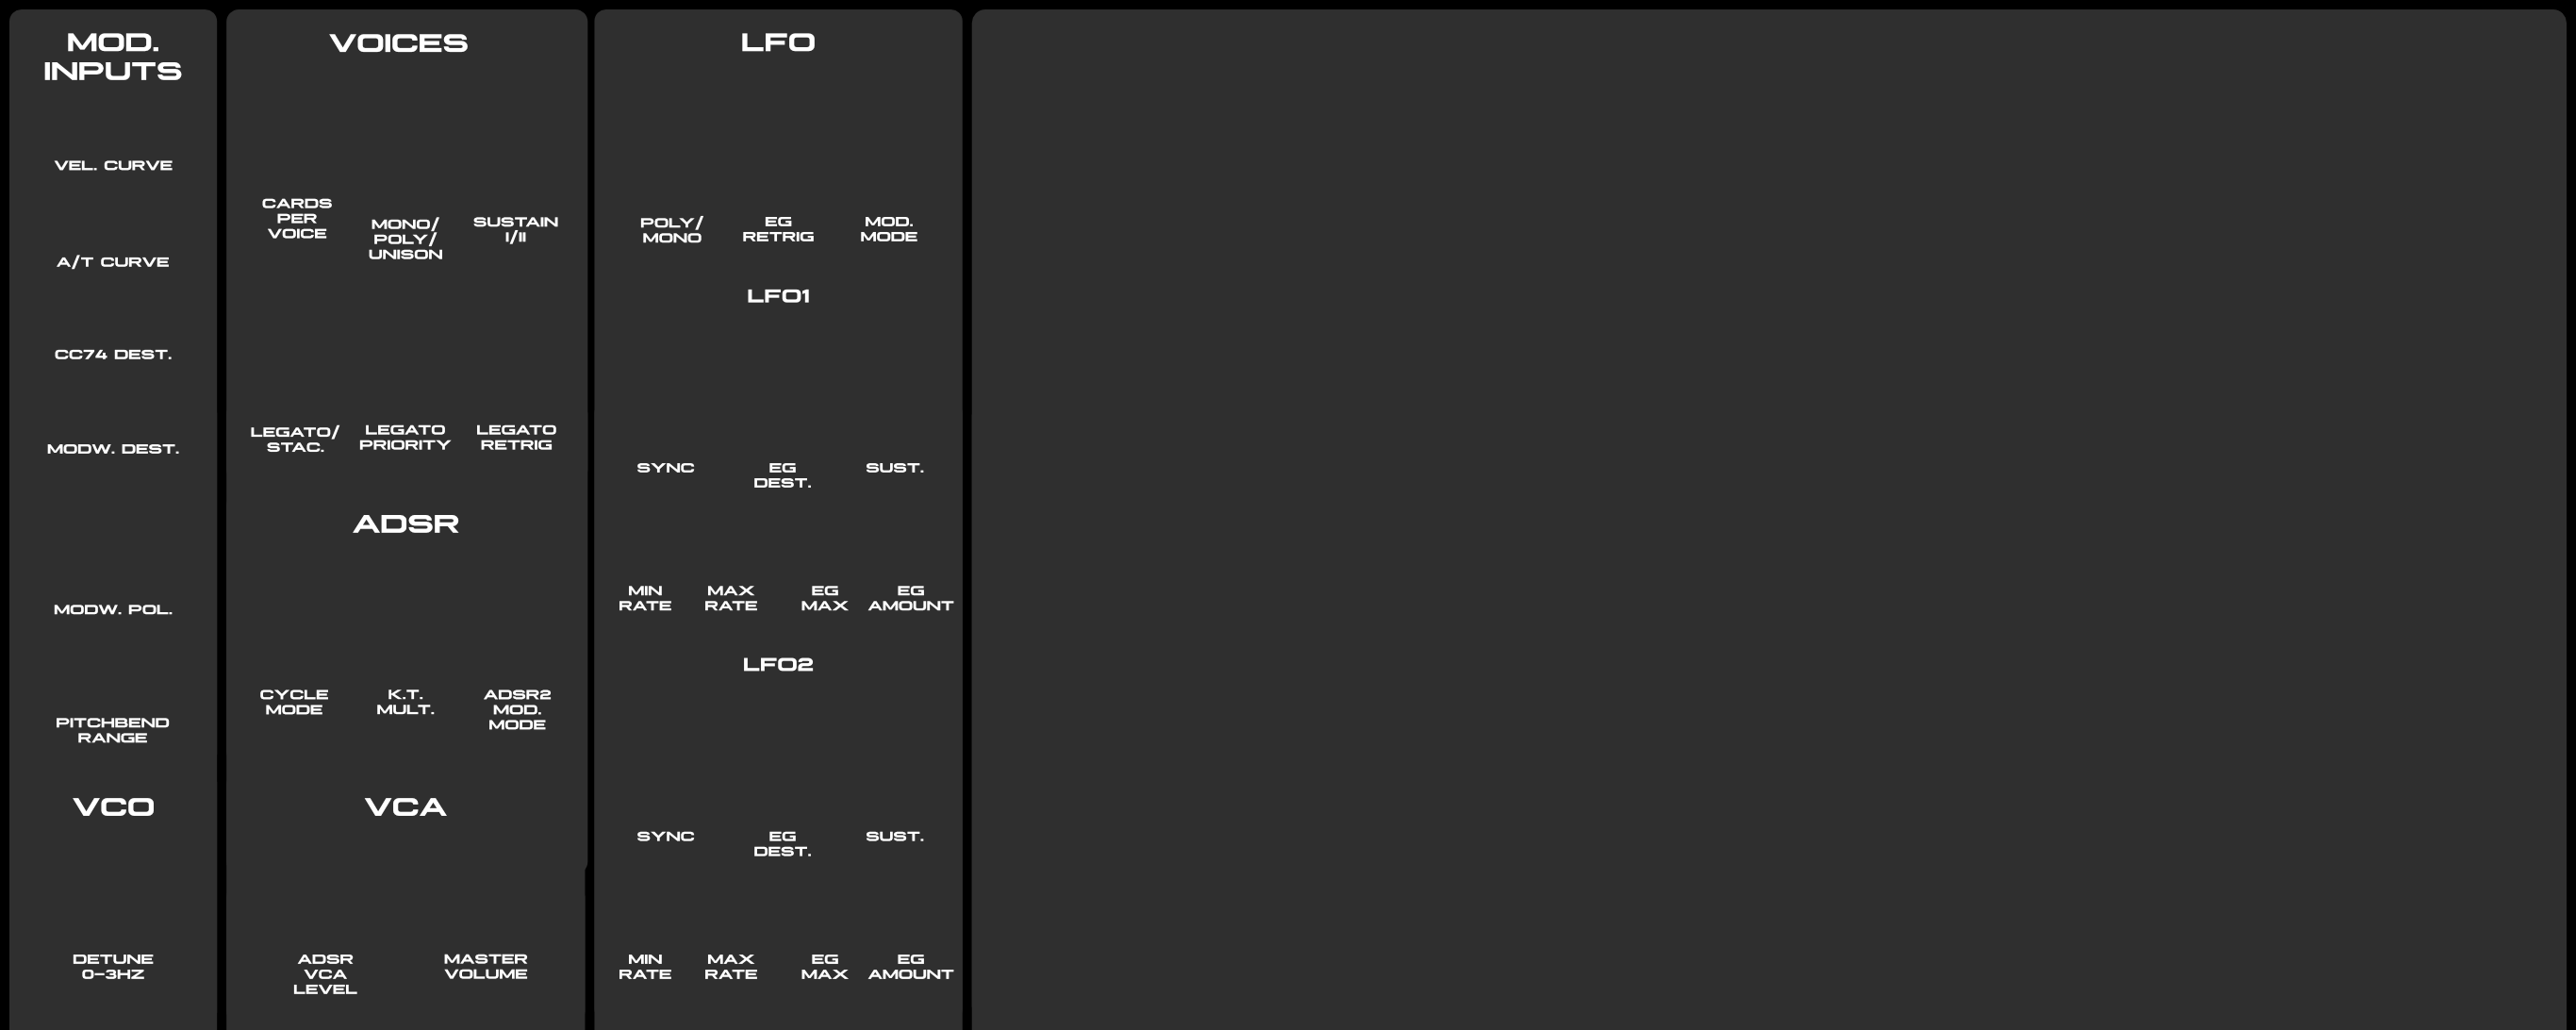 MOD.
INPUTS
VEL. CURVE
A/T CURVE
CC74 DEST.
MODW. DEST.
MODW. POL.
PITCHBEND
RANGE
VCO
DETUNE
0-3HZ
VOICES
CARDS
PER
VOICE
MONO/
POLY/
UNISON
SUSTAIN
I/II
LEGATO/
STAC.
LEGATO
PRIORITY
LEGATO
RETRIG
ADSR
CYCLE
MODE
K.T.
MULT.
ADSR2
MOD.
MODE
VCA
ADSR
VCA
LEVEL
MASTER
VOLUME
LFO
POLY/
MONO
EG
RETRIG
MOD.
MODE
LFO1
SYNC
EG
DEST.
SUST.
MIN
RATE
MAX
RATE
EG
MAX
EG
AMOUNT
LFO2
SYNC
EG
DEST.
SUST.
MIN
RATE
MAX
RATE
EG
MAX
EG
AMOUNT